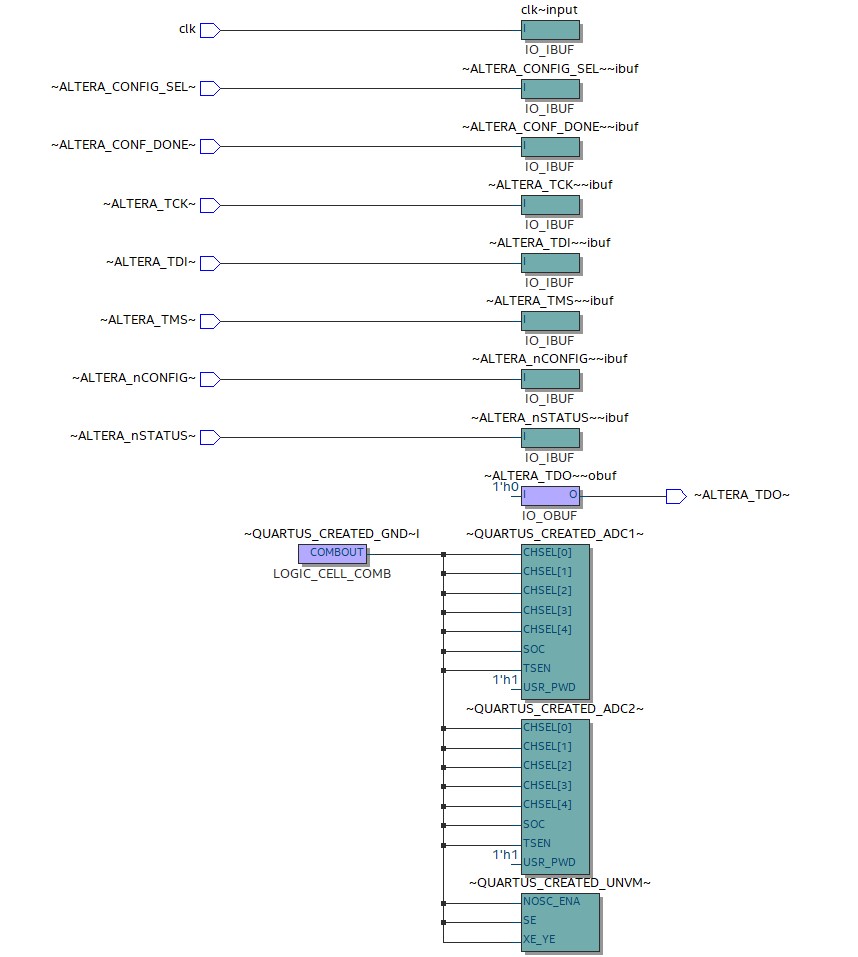 clk~input
clk
I
IO_IBUF
~ALTERA_CONFIG_SEL~~ibuf
~ALTERA_CONFIG_SEL~
I
IO_IBUF
~ALTERA_CONF_DONE~~ibuf
~ALTERA_CONF_DONE~
I
IO_IBUF
~ALTERA_TCK~~ibuf
~ALTERA_TCK~
I
IO_IBUF
~ALTERA_TDI~~ibuf
~ALTERA_TDI~
I
IO_IBUF
~ALTERA_TMS~~ibuf
~ALTERA_TMS~
I
IO_IBUF
~ALTERA_nCONFIG~~ibuf
~ALTERA_nCONFIG~
I
IO_IBUF
~ALTERA_nSTATUS~~ibuf
~ALTERA_nSTATUS~
I
IO_IBUF
~ALTERA_TDO~~obuf
1'h0
I O
~ALTERA_TDO~
IO_OBUF
~QUARTUS_CREATED_GND~I
COMBOUT
LOGIC_CELL_COMB
~QUARTUS_CREATED_ADC1~
CHSEL[0]
CHSEL[1]
CHSEL[2]
CHSEL[3]
CHSEL[4]
SOC
TSEN
1'h1
USR_PWD
~QUARTUS_CREATED_ADC2~
CHSEL[0]
CHSEL[1]
CHSEL[2]
CHSEL[3]
CHSEL[4]
SOC
TSEN
1'h1
USR_PWD
~QUARTUS_CREATED_UNVM~
NOSC_ENA
SE
XE_YE